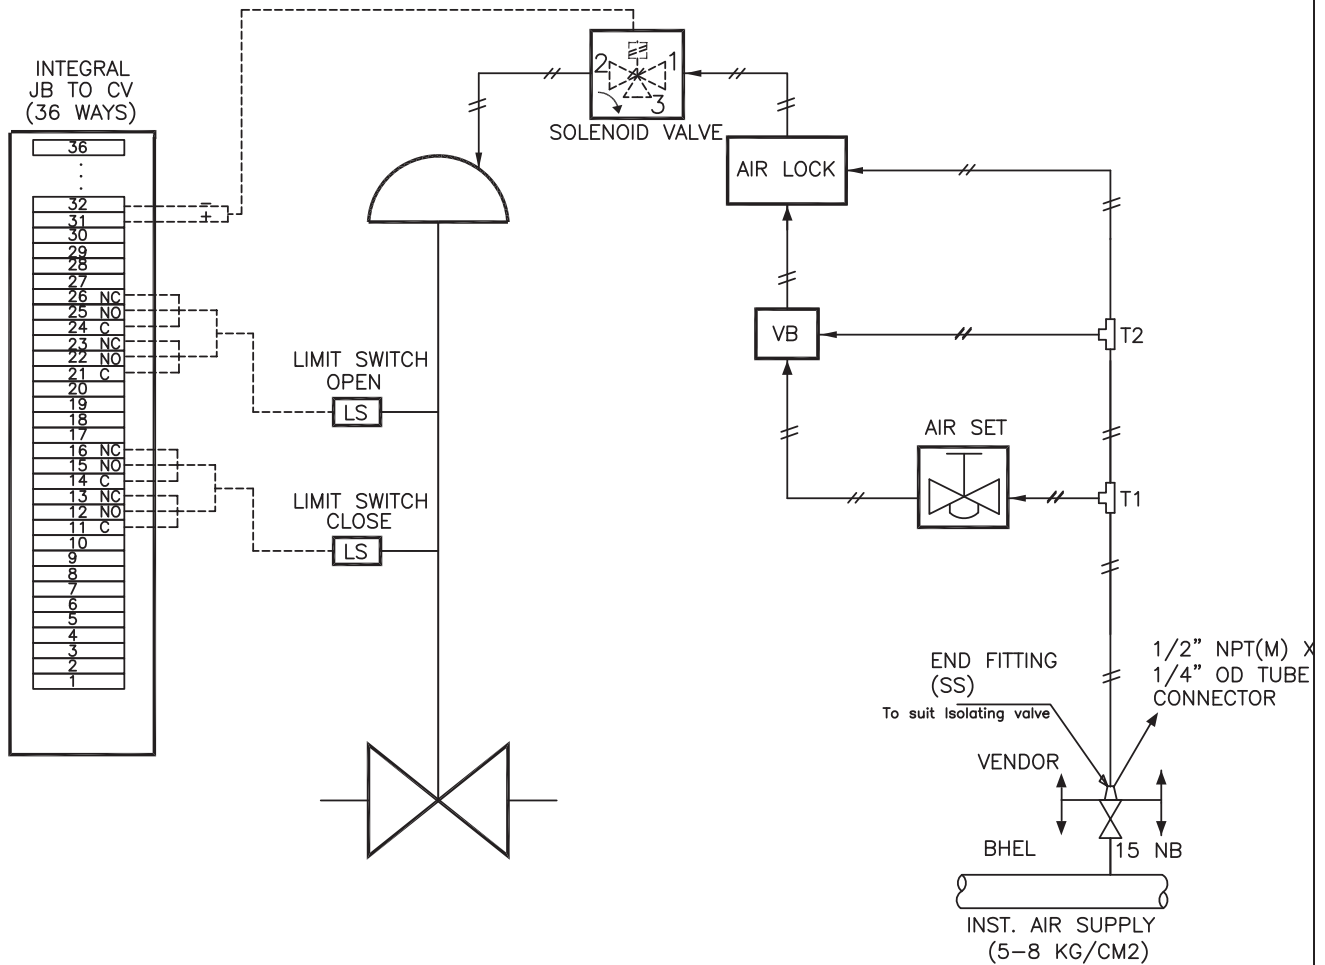 INTEGRAL
JB TO CV
(36 WAYS)
36
32 -
31 +
30
29
28
27
26 NC
25 NO
24 C
23 NC
22 NO
21 C
20
19
18
17
16 NC
15 NO
14 C
13 NC
12 NO
11 C
10
9
8
7
6
5
4
3
2
1
2 1
3
SOLENOID VALVE
AIR LOCK
VB
T2
LIMIT SWITCH
OPEN
LS
AIR SET
T1
LIMIT SWITCH
CLOSE
LS
END FITTING
(SS)
To suit Isolating valve
1/2” NPT(M) X
1/4” OD TUBE
CONNECTOR
VENDOR
BHEL
15 NB
INST. AIR SUPPLY
(5–8 KG/CM2)